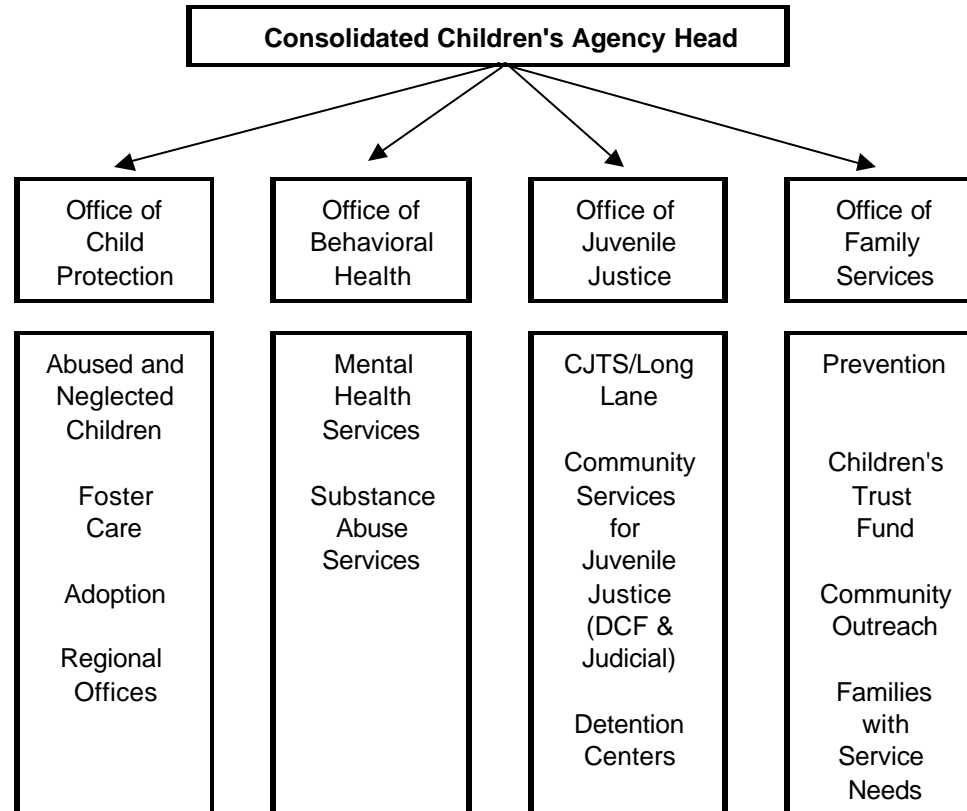 Consolidated Children's Agency Head
Office of
Child
Protection
Office of
Behavioral
Health
Office of
Juvenile
Justice
Office of
Family
Services
Abused and
Neglected
Children
Foster
Care
Adoption
Regional
Offices
Mental
Health
Services
Substance
Abuse
Services
CJTS/Long
Lane
Community
Services
for
Juvenile
Justice
(DCF &
Judicial)
Detention
Centers
Prevention
Children's
Trust
Fund
Community
Outreach
Families
with
Service
Needs